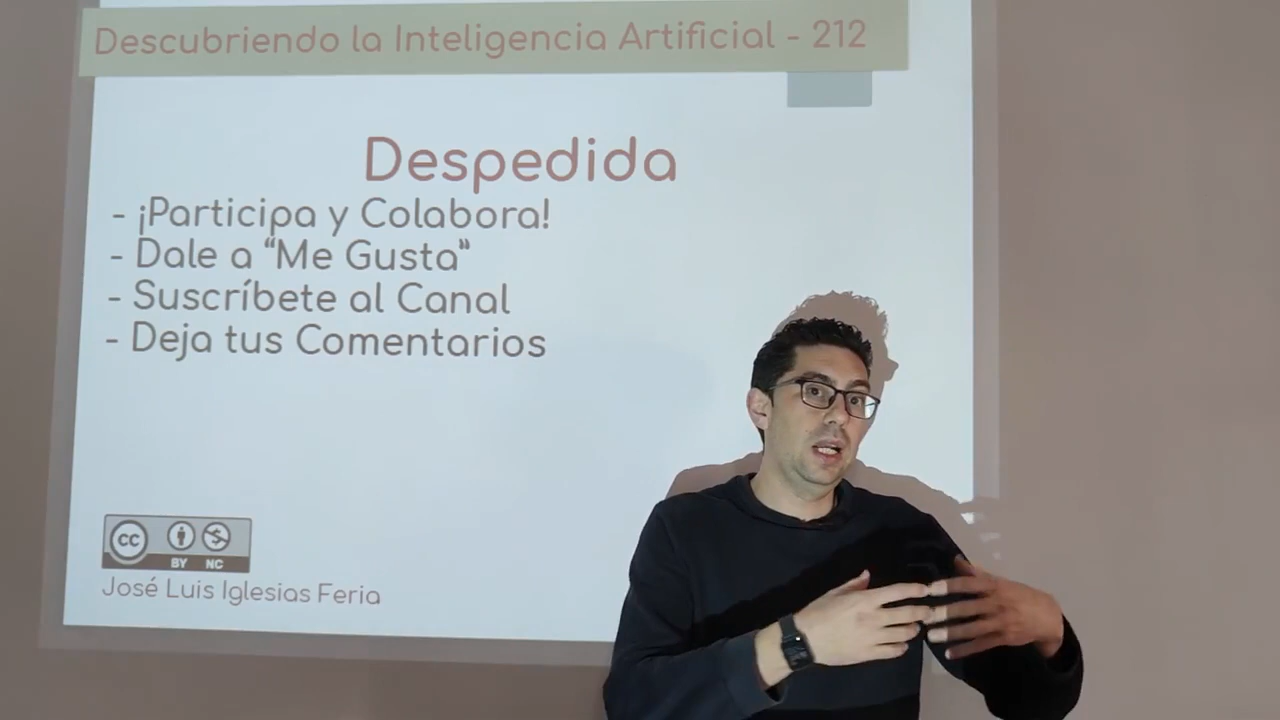 Descubriendo la Inteligencia Artificial - 212
Despedida
- ¡Participa y Colabora!
- Dale a “Me Gusta”
- Suscríbete al Canal
- Deja tus Comentarios
cc
BY NC
José Luis Iglesias Feria